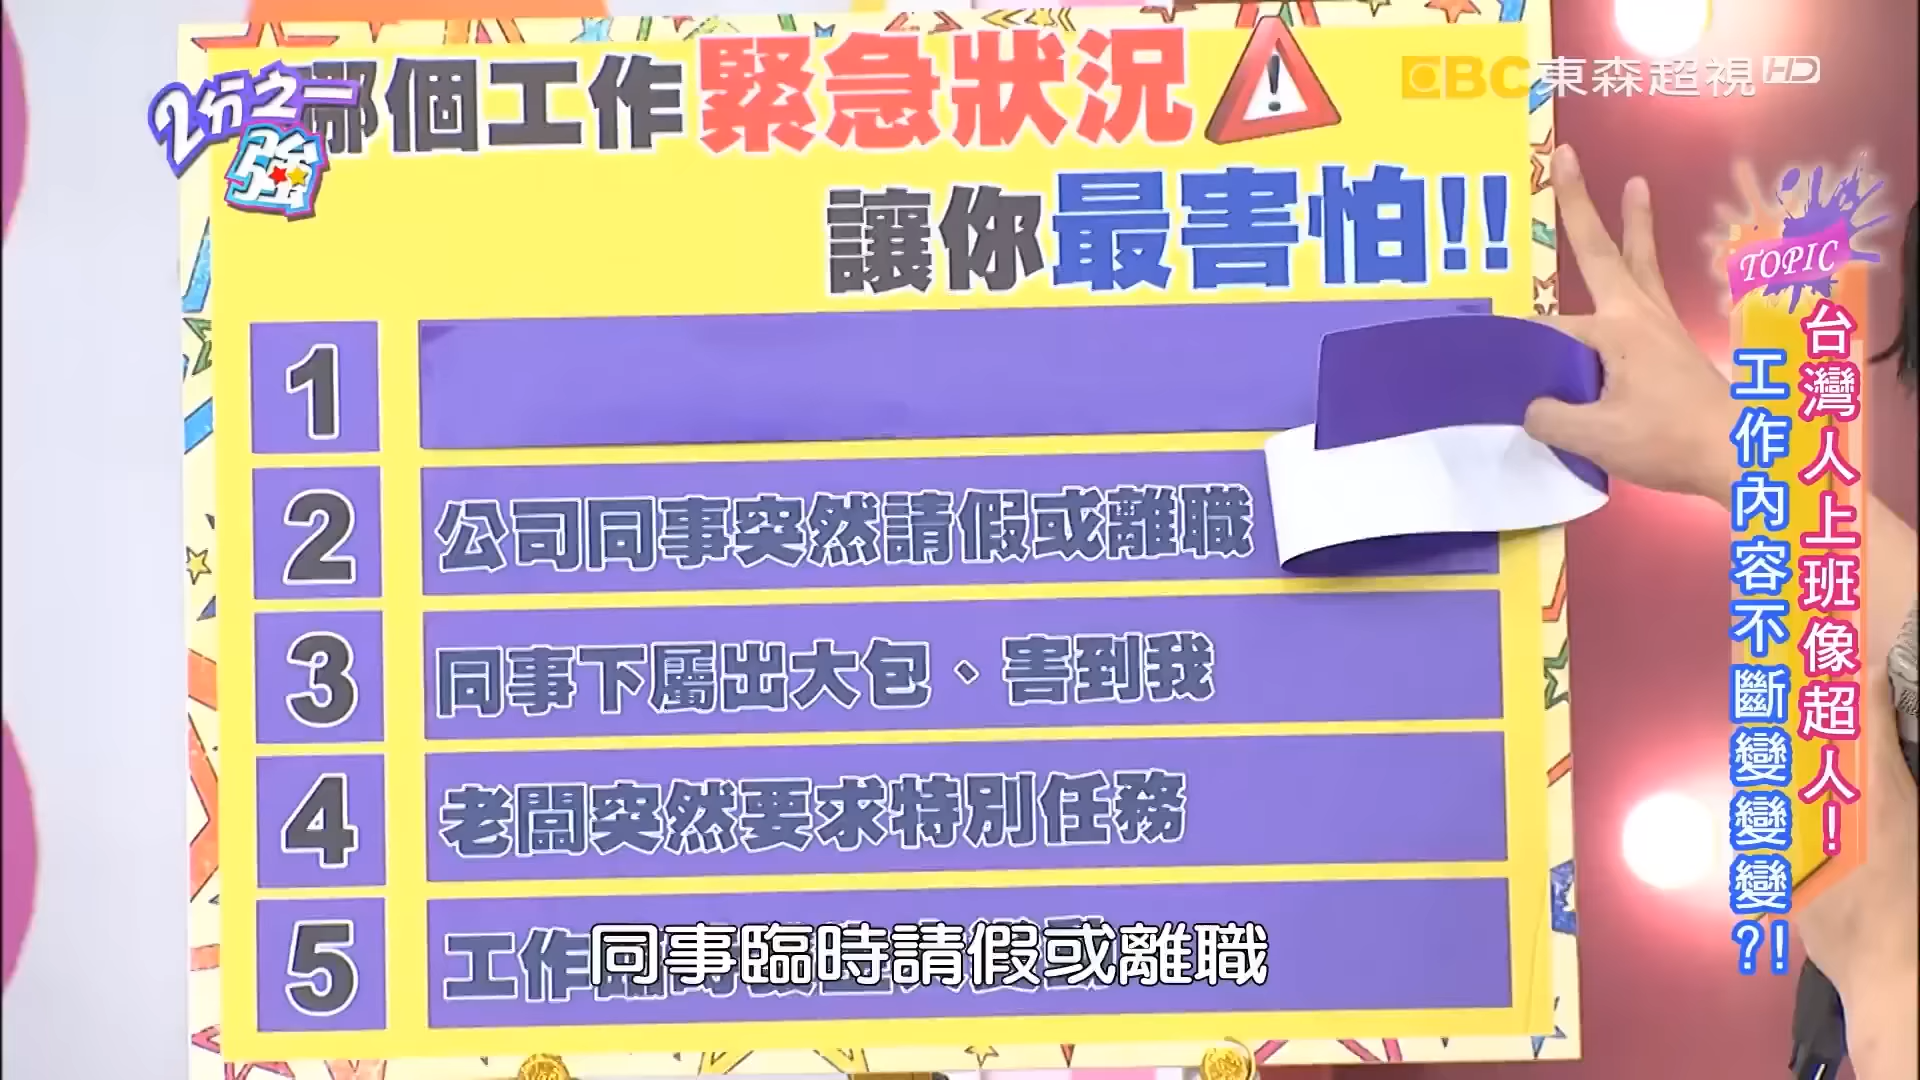 2分之一強
哪個工作緊急狀況
讓你最害怕!!
EBC東森超視HD
TOPIC
台灣人上班像超人!
工作內容不斷變變變?!
1
2 公司同事突然請假或離職
3 同事下屬出大包、害到我
4 老闆突然要求特別任務
5 工作
同事臨時請假或離職